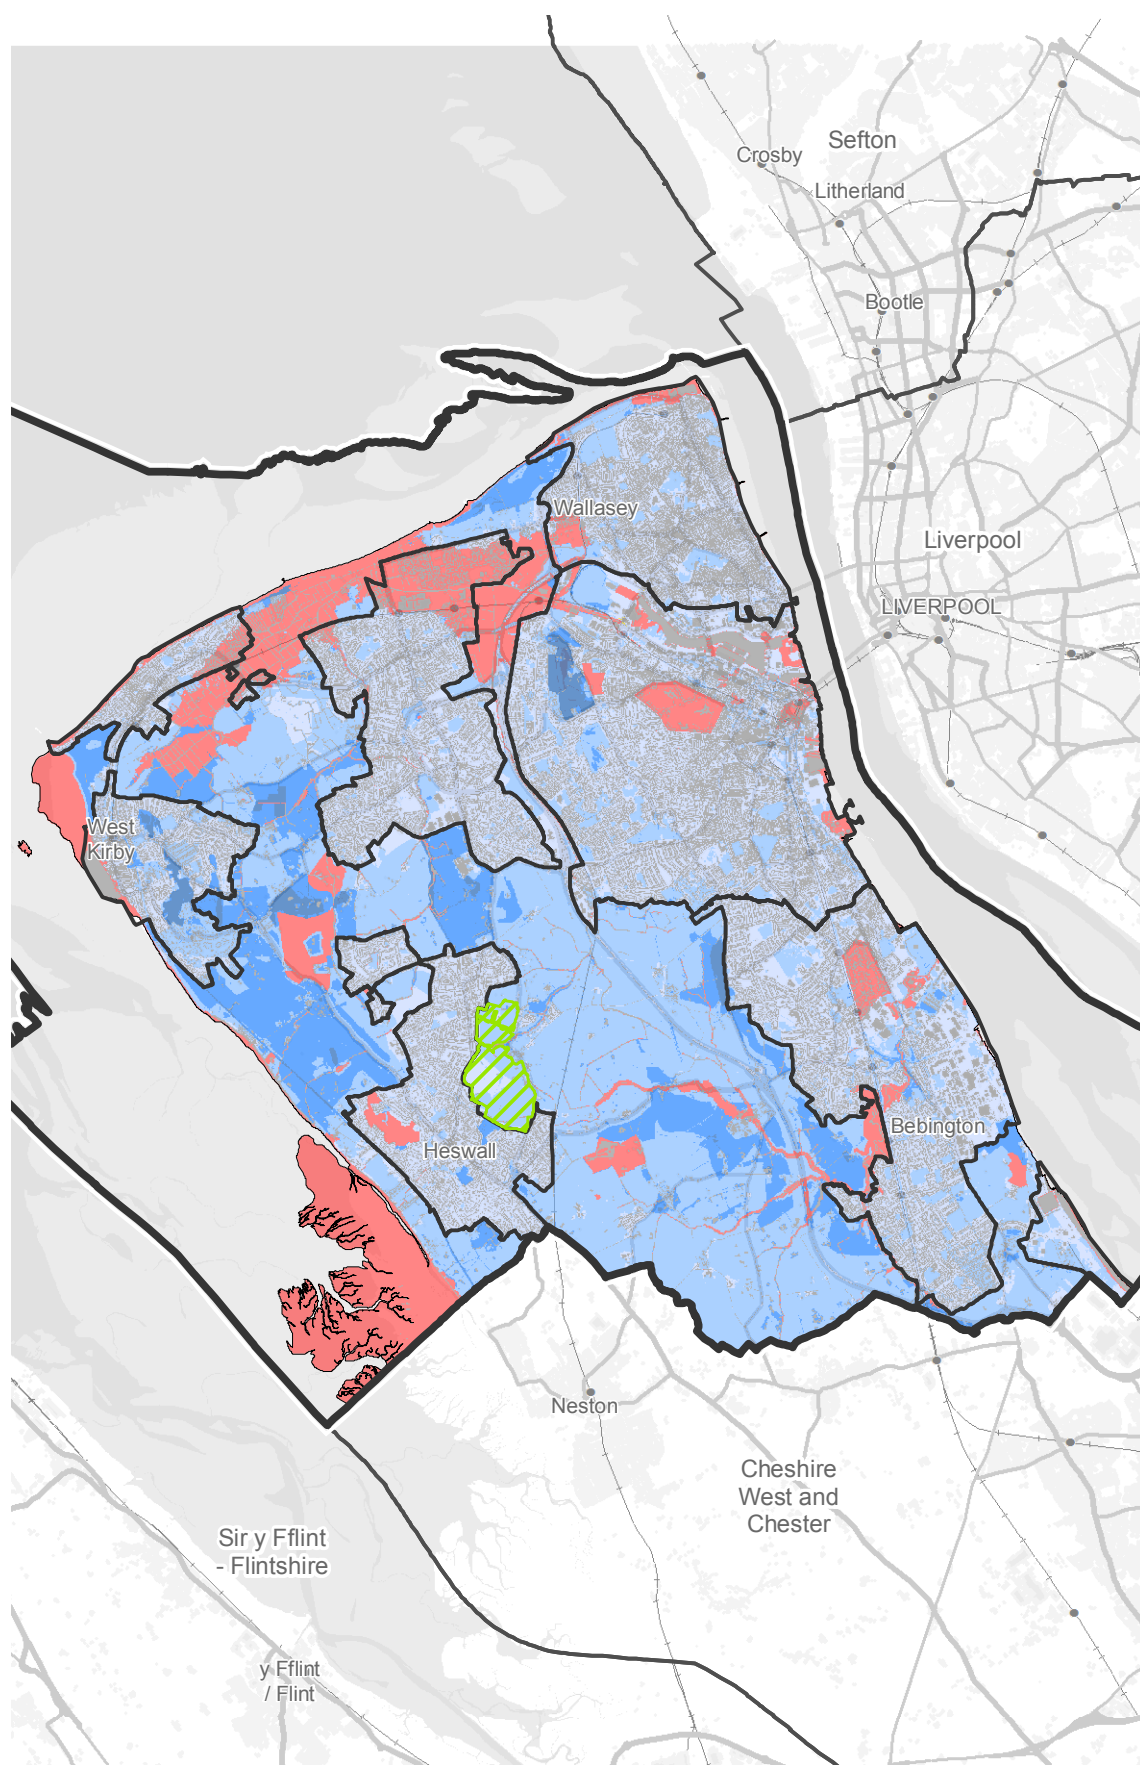 Sefton
Crosby
Litherland
Bootle
Wallasey
Liverpool
LIVERPOOL
West
Kirby
Bebington
Heswall
Neston
Cheshire
West and
Chester
Sir y Fflint
- Flintshire
y Fflint
/ Flint